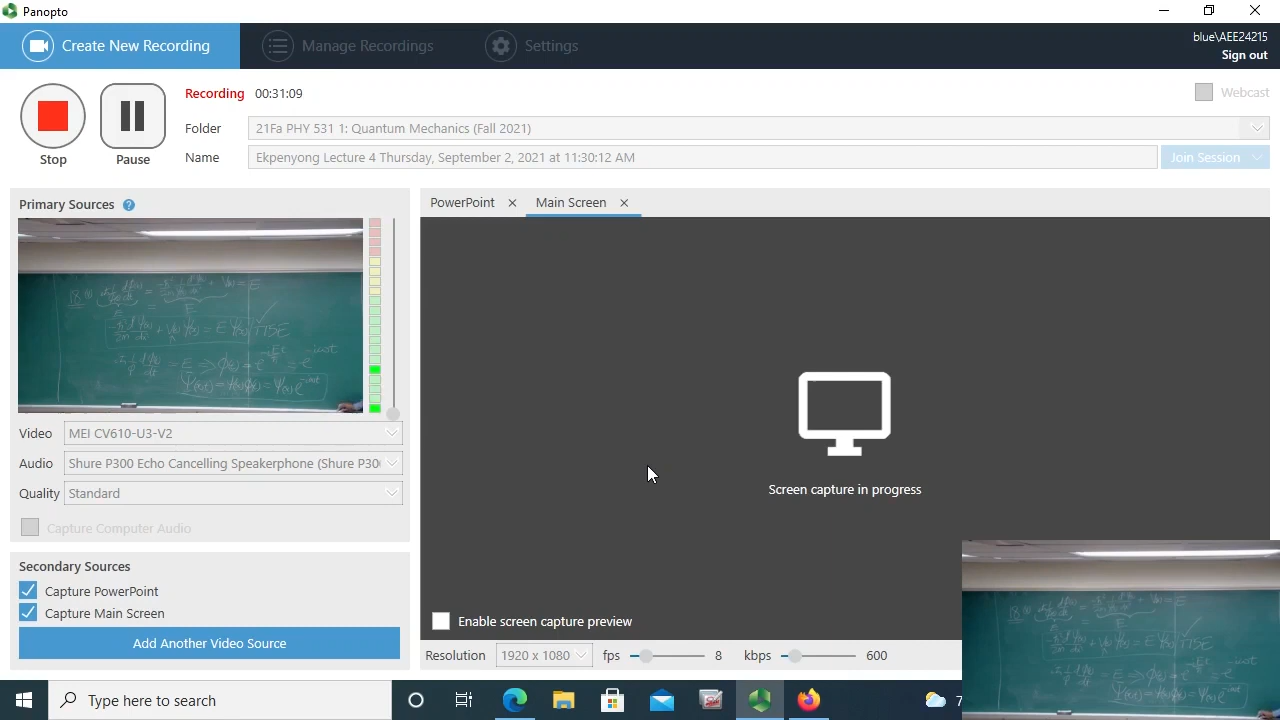 Panopto
Create New Recording
Manage Recordings
Settings
blue\AEE24215
Sign out
Recording 00:31:09
Webcast
Folder 21Fa PHY 531 1: Quantum Mechanics (Fall 2021)
Name Ekpenyong Lecture 4 Thursday, September 2, 2021 at 11:30:12 AM
Join Session
Stop
Pause
Primary Sources
Video MEI CV610-U3-V2
Audio Shure P300 Echo Cancelling Speakerphone (Shure P30
Quality Standard
Capture Computer Audio
Secondary Sources
Capture PowerPoint
Capture Main Screen
Add Another Video Source
PowerPoint
Main Screen
Screen capture in progress
Enable screen capture preview
Resolution 1920 x 1080 fps 8 kbps 600
Type here to search